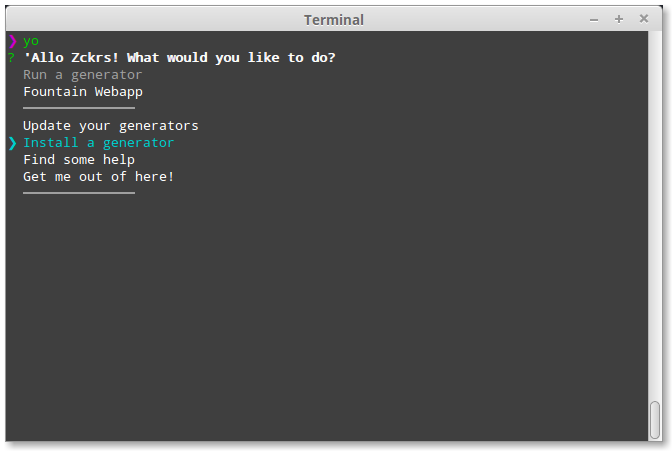 Terminal
❯ yo
? 'Allo Zckrs! What would you like to do?
Run a generator
Fountain Webapp
Update your generators
❯ Install a generator
Find some help
Get me out of here!